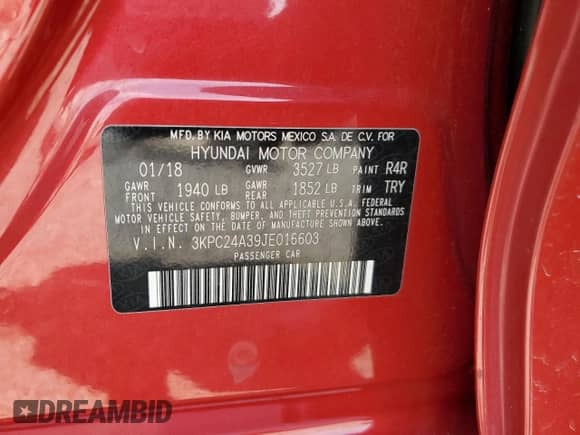 MFD. BY KIA MOTORS MEXICO S.A. DE C.V. FOR
HYUNDAI MOTOR COMPANY
01/18 GVWR 3527 LB PAINT R4R
GAWR FRONT 1940 LB GAWR REAR 1852 LB TRIM TRY
THIS VEHICLE CONFORMS TO ALL APPLICABLE U.S.A. FEDERAL
MOTOR VEHICLE SAFETY, BUMPER, AND THEFT PREVENTION
STANDARDS IN EFFECT ON THE DATE OF MANUFACTURE SHOWN ABOVE.
V.I.N. 3KPC24A39JE016603
PASSENGER CAR
DREAMBID